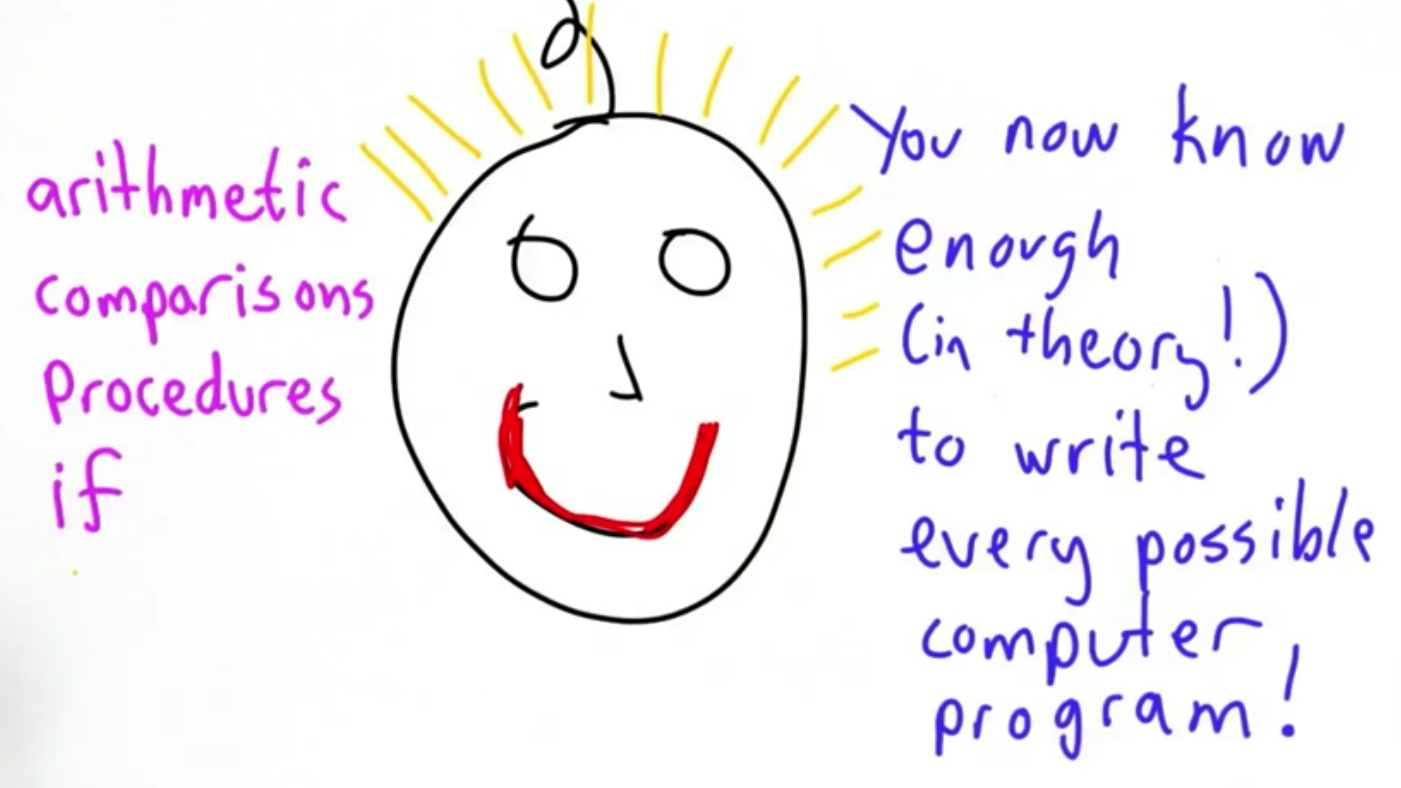 arithmetic
comparisons
Procedures
if
You now know
enough
(in theory!)
to write
every possible
computer
program!